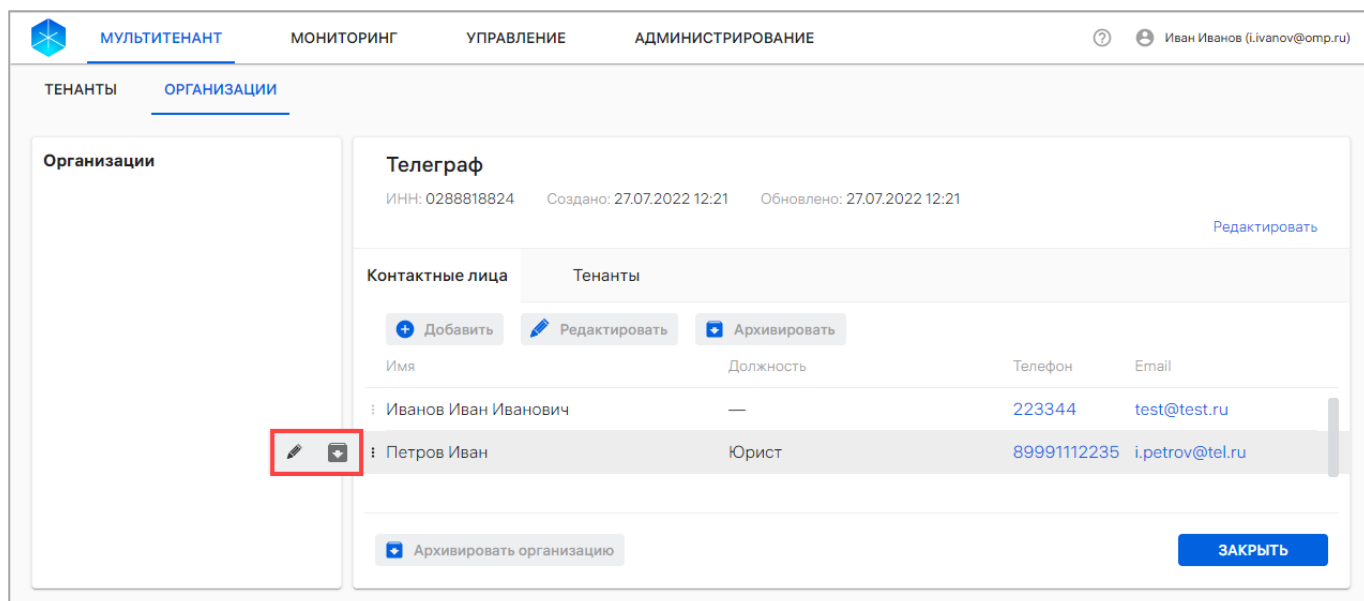 МУЛЬТИТЕНАНТ МОНИТОРИНГ УПРАВЛЕНИЕ АДМИНИСТРИРОВАНИЕ Иван Иванов (i.ivanov@omp.ru)
ТЕНАНТЫ ОРГАНИЗАЦИИ
Организации
Телеграф
ИНН: 0288818824 Создано: 27.07.2022 12:21 Обновлено: 27.07.2022 12:21
Редактировать
Контактные лица Тенанты
Добавить Редактировать Архивировать
Имя Должность Телефон Email
Иванов Иван Иванович — 223344 test@test.ru
Петров Иван Юрист 89991112235 i.petrov@tel.ru
Архивировать организацию ЗАКРЫТЬ